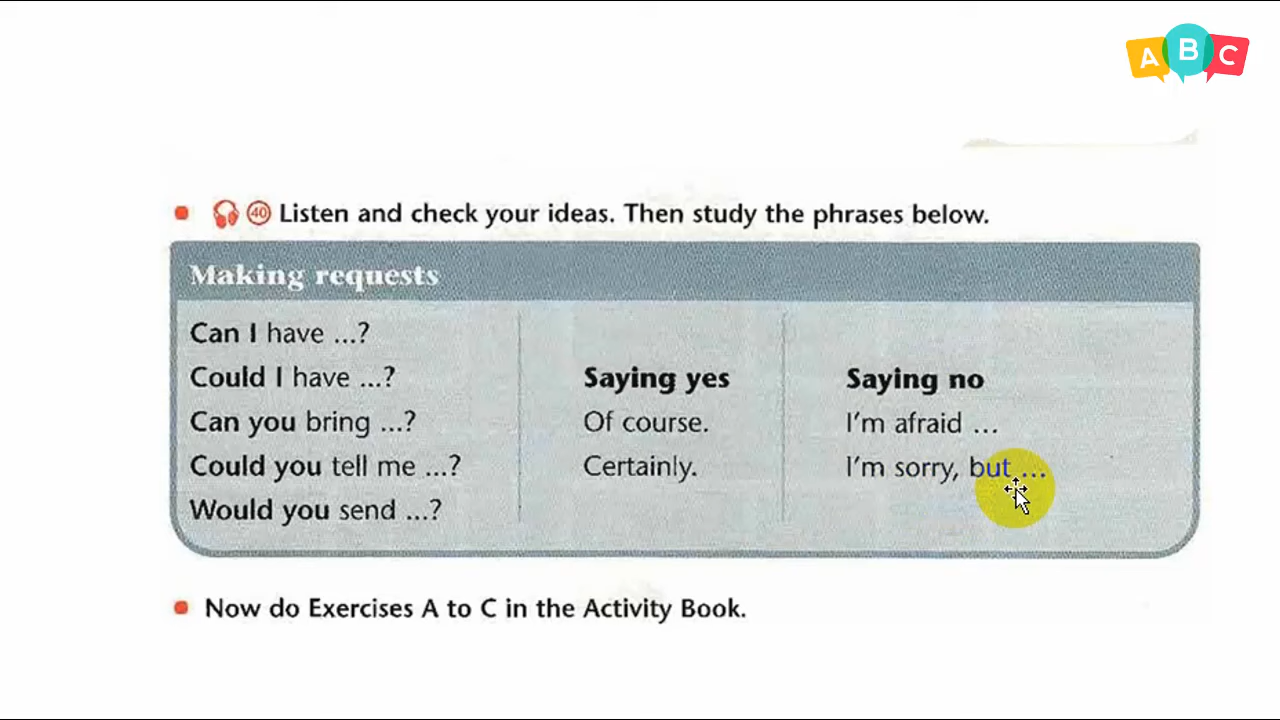 A B C
40 Listen and check your ideas. Then study the phrases below.
Making requests
Can I have ...?
Could I have ...?
Can you bring ...?
Could you tell me ...?
Would you send ...?
Saying yes
Of course.
Certainly.
Saying no
I'm afraid ...
I'm sorry, but ...
Now do Exercises A to C in the Activity Book.